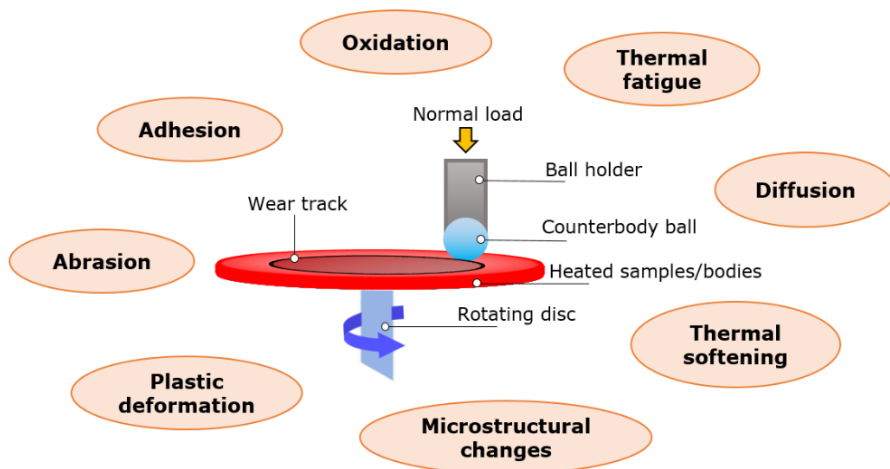 Oxidation
Thermal
fatigue
Normal load
Adhesion
Ball holder
Diffusion
Wear track
Counterbody ball
Abrasion
Heated samples/bodies
Rotating disc
Thermal
softening
Plastic
deformation
Microstructural
changes